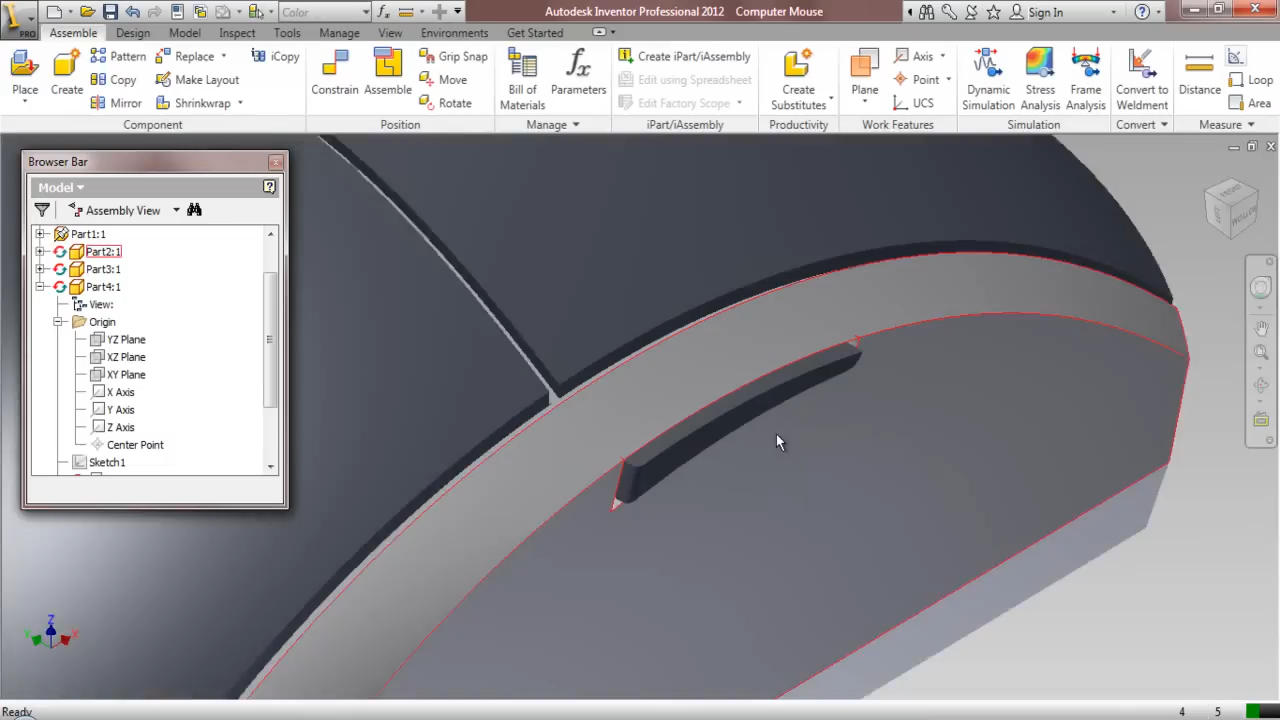 Color
Autodesk Inventor Professional 2012 Computer Mouse
Sign In
PRO
Assemble Design Model Inspect Tools Manage View Environments Get Started
Place
Create
Pattern
Copy
Mirror
Replace
Make Layout
Shrinkwrap
iCopy
Component
Constrain
Assemble
Grip Snap
Move
Rotate
Position
Bill of
Materials
Parameters
Manage
Create iPart/iAssembly
Edit using Spreadsheet
Edit Factory Scope
iPart/iAssembly
Create
Substitutes
Productivity
Plane
Axis
Point
UCS
Work Features
Dynamic
Simulation
Stress
Analysis
Frame
Analysis
Simulation
Convert to
Weldment
Convert
Distance
Loop
Area
Measure
Browser Bar
Model
Assembly View
Part1:1
Part2:1
Part3:1
Part4:1
View:
Origin
YZ Plane
XZ Plane
XY Plane
X Axis
Y Axis
Z Axis
Center Point
Sketch1
Z
Y
X
Ready
4 5